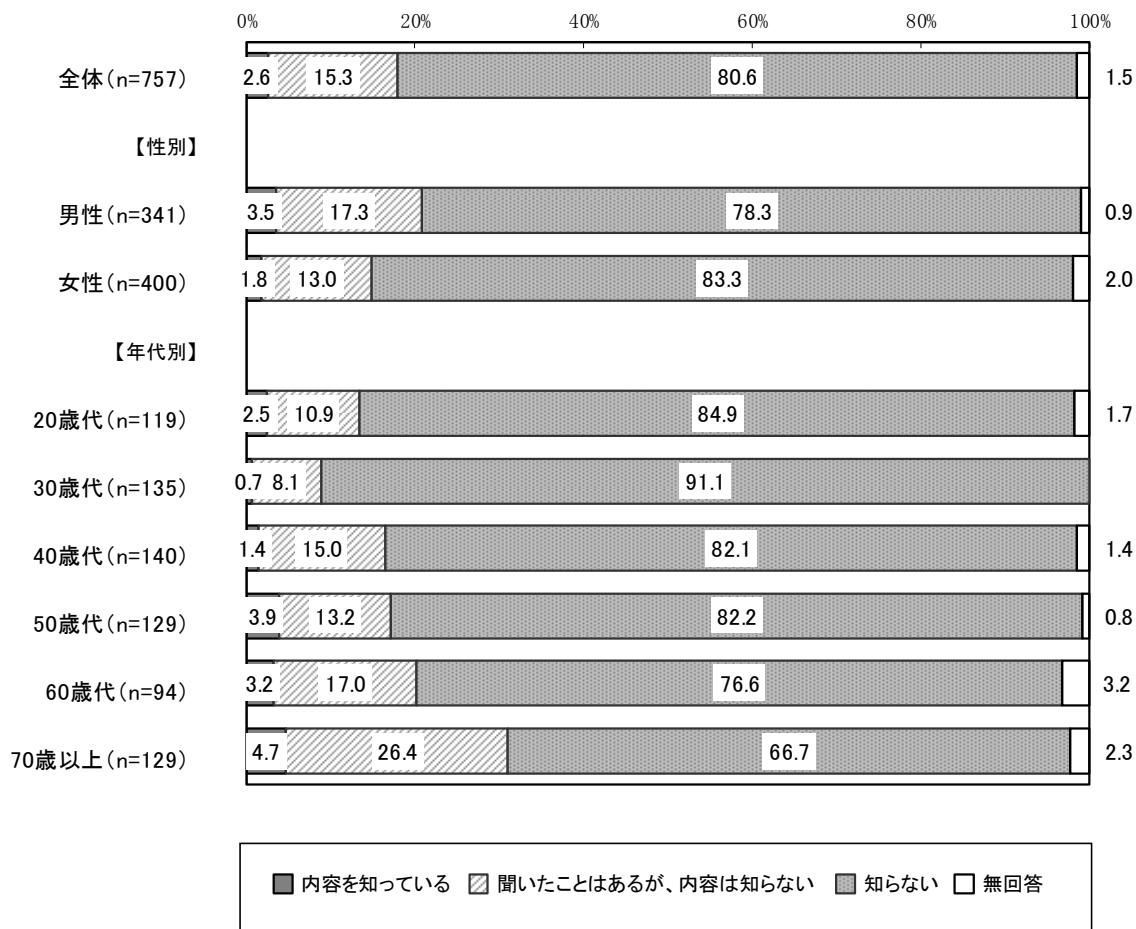 0% 20% 40% 60% 80% 100%
全体(n=757) 2.6 15.3 80.6 1.5
【性別】
男性(n=341) 3.5 17.3 78.3 0.9
女性(n=400) 1.8 13.0 83.3 2.0
【年代別】
20歳代(n=119) 2.5 10.9 84.9 1.7
30歳代(n=135) 0.7 8.1 91.1
40歳代(n=140) 1.4 15.0 82.1 1.4
50歳代(n=129) 3.9 13.2 82.2 0.8
60歳代(n=94) 3.2 17.0 76.6 3.2
70歳以上(n=129) 4.7 26.4 66.7 2.3
内容を知っている 聞いたことはあるが、内容は知らない 知らない 無回答